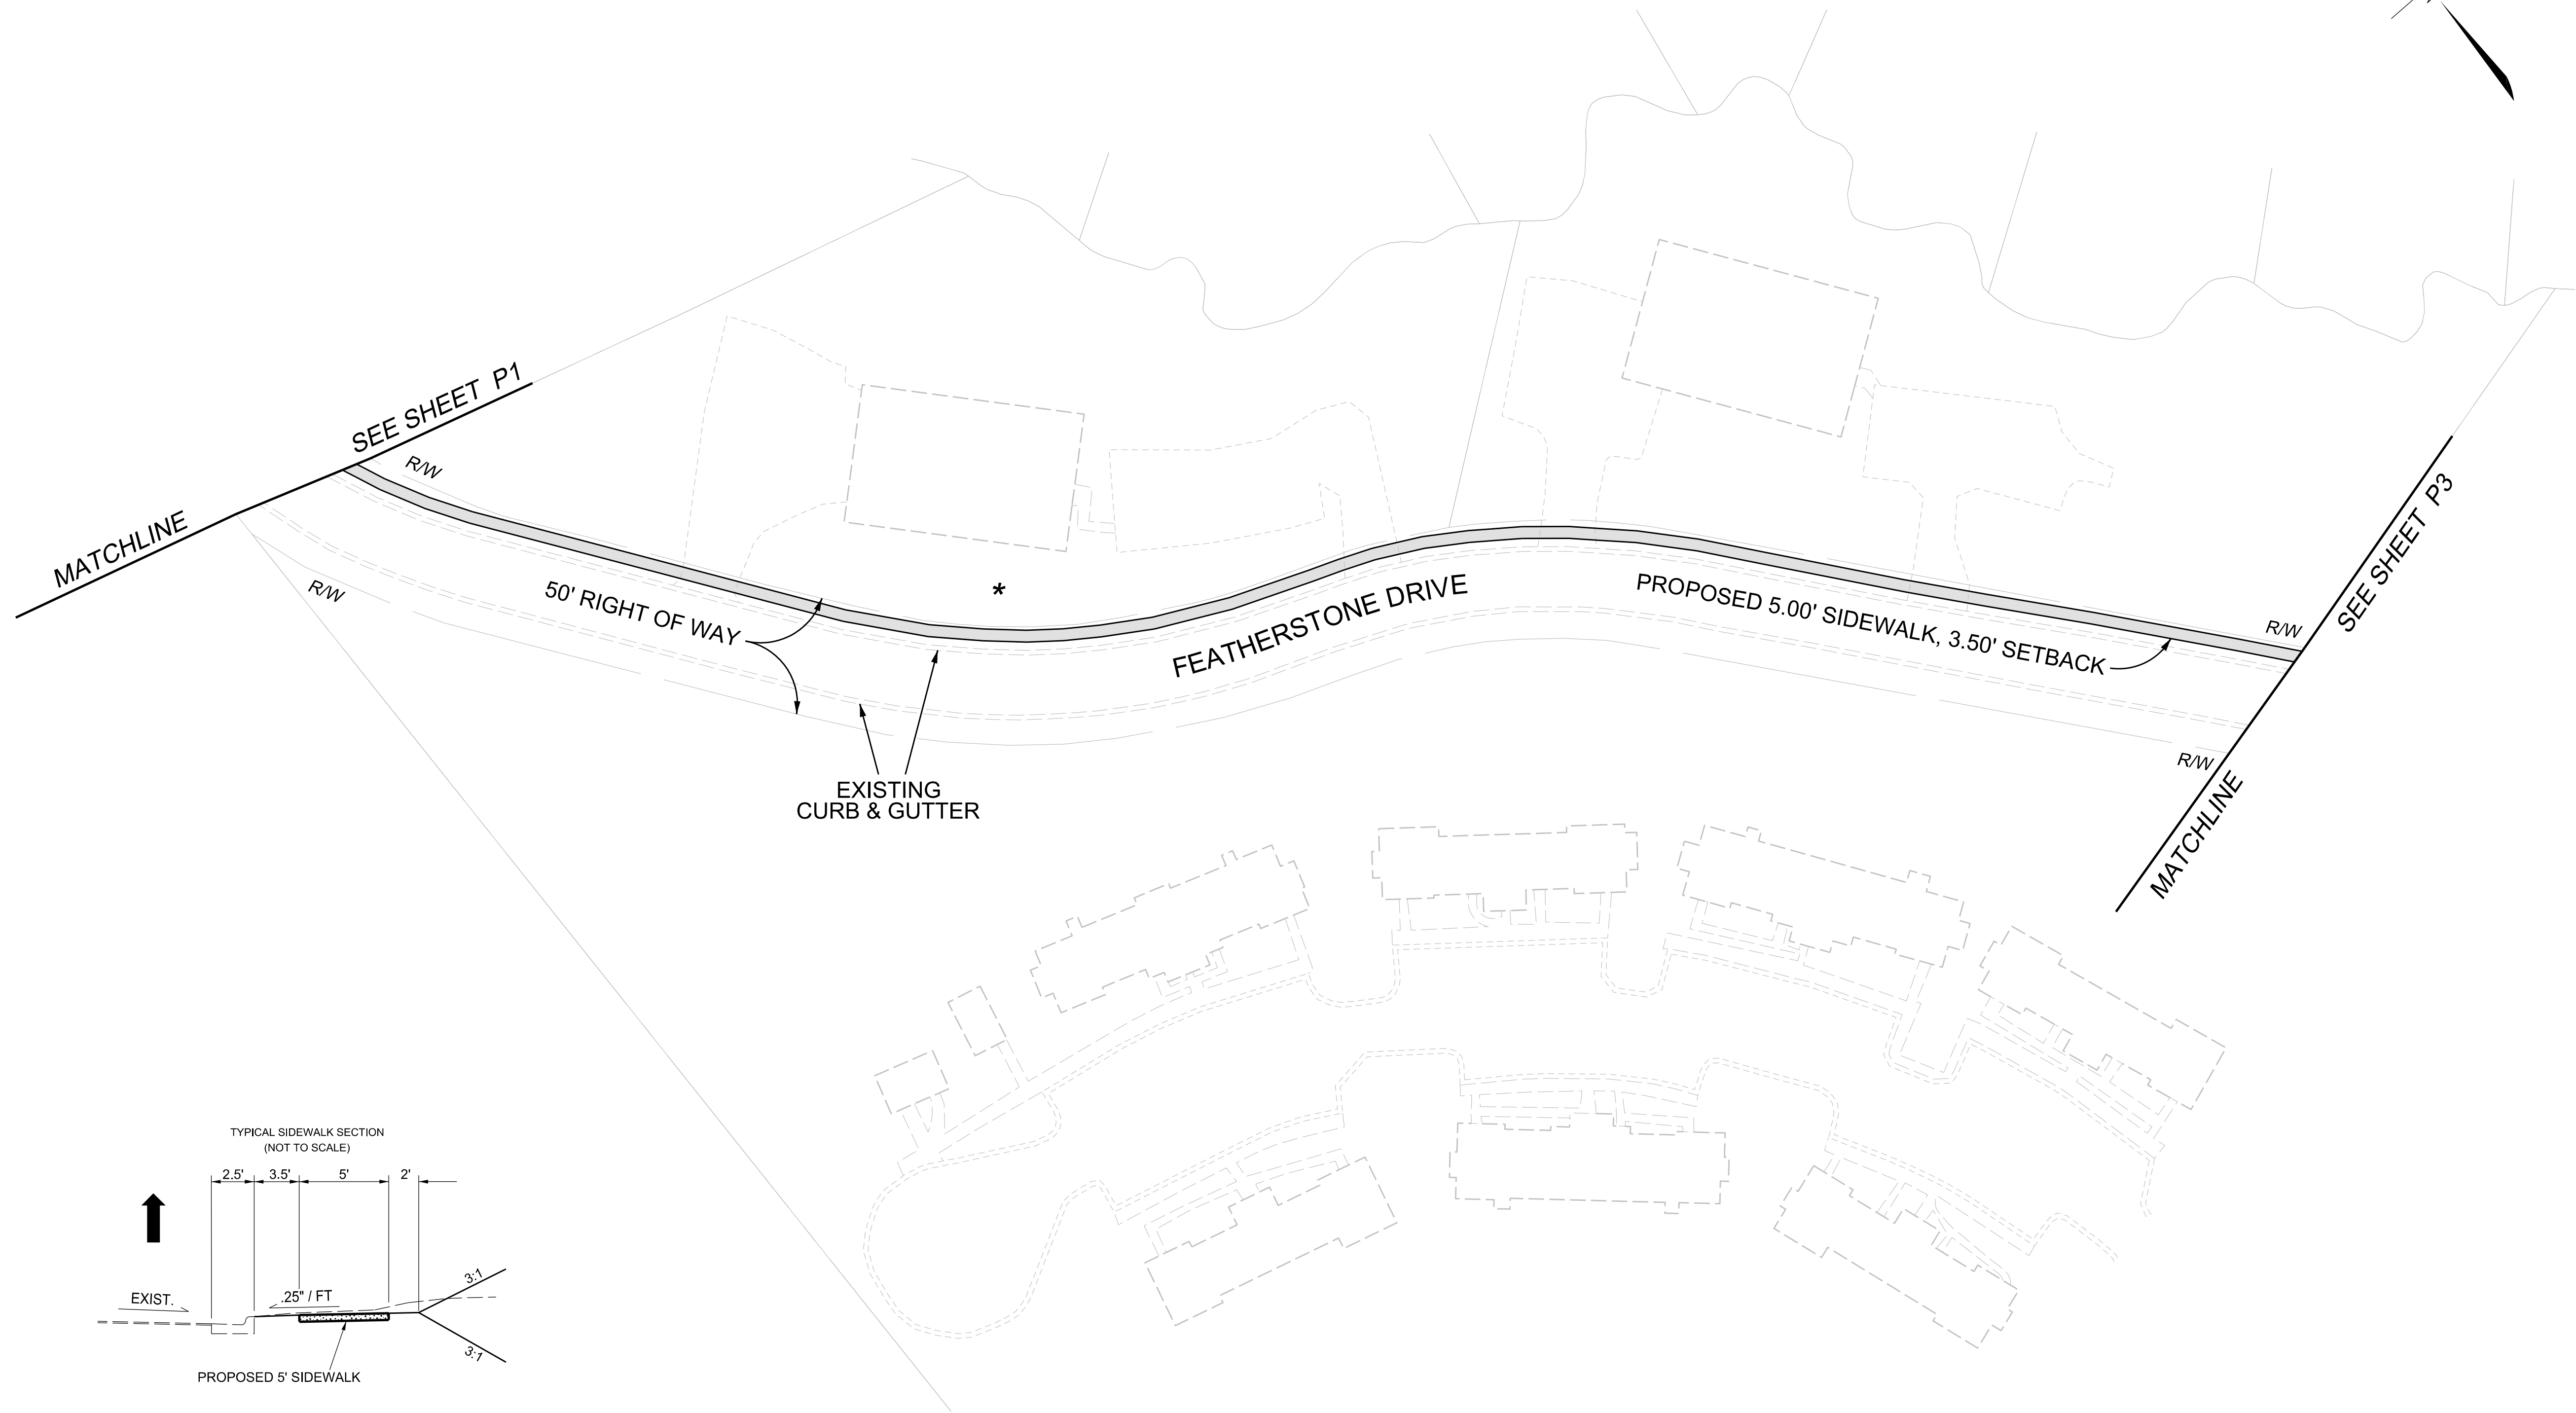 SEE SHEET P1
MATCHLINE
R/W
R/W
50' RIGHT OF WAY
*
FEATHERSTONE DRIVE
PROPOSED 5.00' SIDEWALK, 3.50' SETBACK
R/W
R/W
SEE SHEET P3
MATCHLINE
EXISTING
CURB & GUTTER
TYPICAL SIDEWALK SECTION
(NOT TO SCALE)
2.5' 3.5' 5' 2'
EXIST.
.25" / FT
3:1
3:1
PROPOSED 5' SIDEWALK